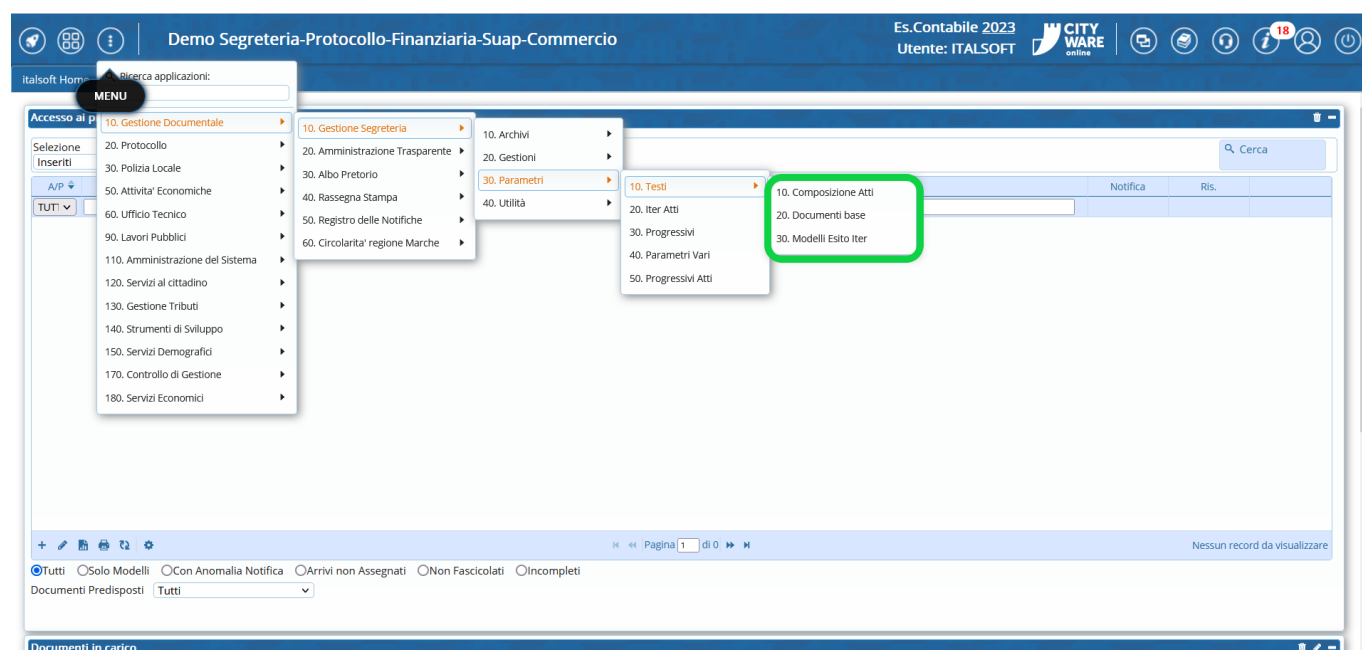 Demo Segreteria-Protocollo-Finanziaria-Suap-Commercio
Es.Contabile 2023
Utente: ITALSOFT
CITY
WARE
online
18
italsoft Home
Ricerca applicazioni:
MENU
Accesso ai p
10. Gestione Documentale
20. Protocollo
30. Polizia Locale
50. Attivita' Economiche
60. Ufficio Tecnico
90. Lavori Pubblici
110. Amministrazione del Sistema
120. Servizi al cittadino
130. Gestione Tributi
140. Strumenti di Sviluppo
150. Servizi Demografici
170. Controllo di Gestione
180. Servizi Economici
10. Gestione Segreteria
20. Amministrazione Trasparente
30. Albo Pretorio
40. Rassegna Stampa
50. Registro delle Notifiche
60. Circolarita' regione Marche
10. Archivi
20. Gestioni
30. Parametri
40. Utilità
10. Testi
20. Iter Atti
30. Progressivi
40. Parametri Vari
50. Progressivi Atti
10. Composizione Atti
20. Documenti base
30. Modelli Esito Iter
Selezione
Inseriti
Cerca
A/P
Notifica
Ris.
TUT
Pagina 1 di 0
Nessun record da visualizzare
Tutti Solo Modelli Con Anomalia Notifica Arrivi non Assegnati Non Fascicolati Incompleti
Documenti Predisposti Tutti
Documenti in carico